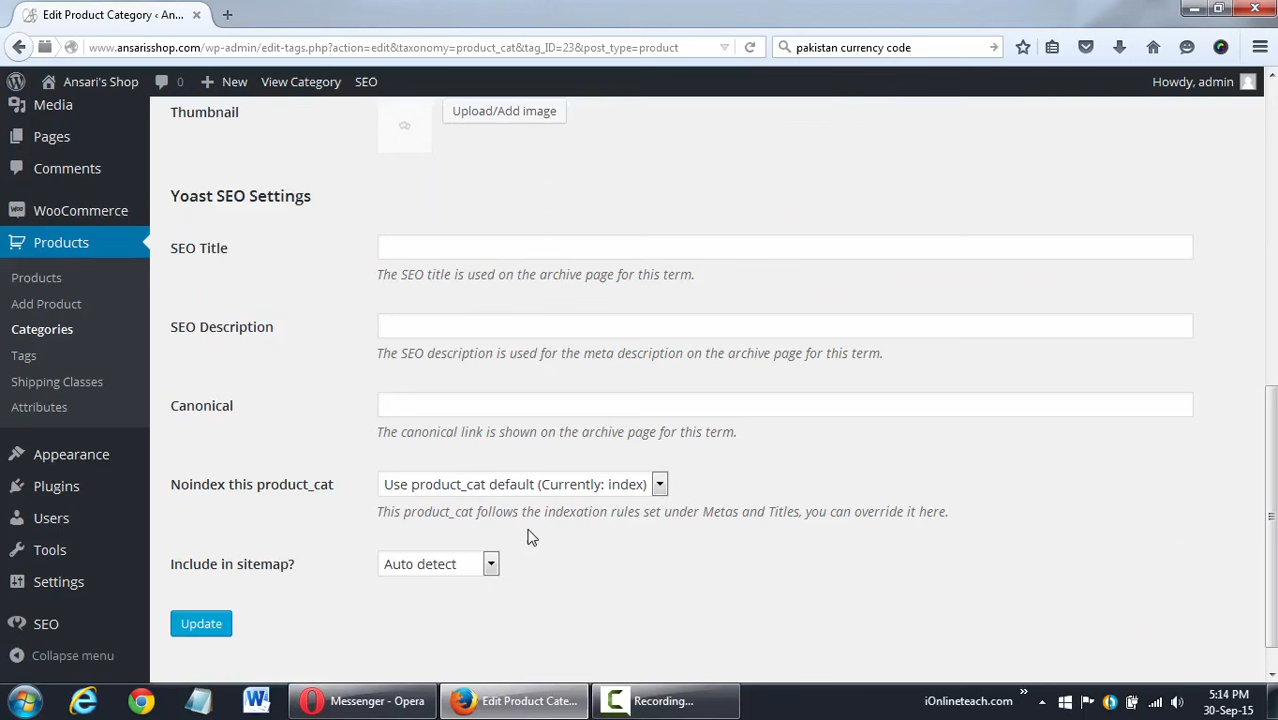 Edit Product Category ‹ An...
www.ansarisshop.com/wp-admin/edit-tags.php?action=edit&taxonomy=product_cat&tag_ID=23&post_type=product
pakistan currency code
Ansari's Shop
0
New
View Category
SEO
Howdy, admin
Media
Pages
Comments
WooCommerce
Products
Products
Add Product
Categories
Tags
Shipping Classes
Attributes
Appearance
Plugins
Users
Tools
Settings
SEO
Collapse menu
Thumbnail
Upload/Add image
Yoast SEO Settings
SEO Title
The SEO title is used on the archive page for this term.
SEO Description
The SEO description is used for the meta description on the archive page for this term.
Canonical
The canonical link is shown on the archive page for this term.
Noindex this product_cat
Use product_cat default (Currently: index)
This product_cat follows the indexation rules set under Metas and Titles, you can override it here.
Include in sitemap?
Auto detect
Update
Messenger - Opera
Edit Product Cate...
Recording...
iOnlineteach.com
5:14 PM
30-Sep-15